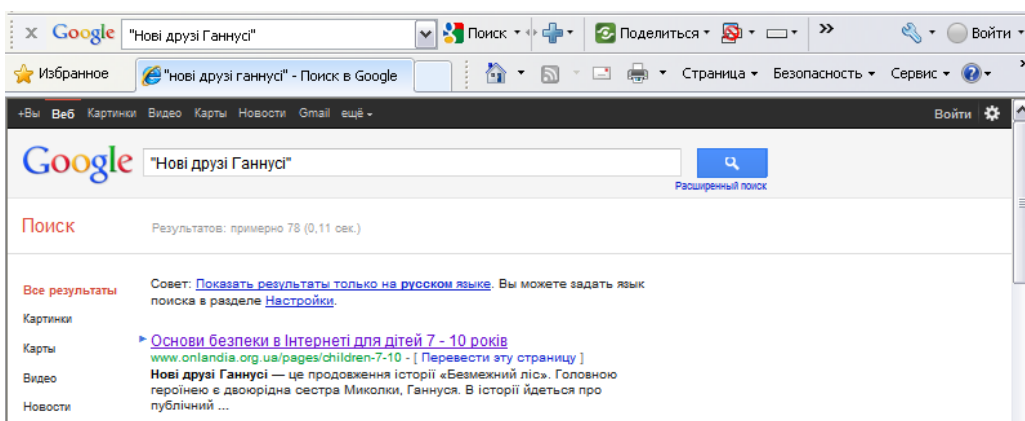 x Google "Нові друзі Ганнусі" Поиск Поделиться » Войти
Избранное "нові друзі ганнусі" - Поиск в Google Страница Безопасность Сервис »
+Вы Веб Картинки Видео Карты Новости Gmail ещё Войти
Google "Нові друзі Ганнусі"
Расширенный поиск
Поиск Результатов: примерно 78 (0,11 сек.)
Все результаты
Картинки
Карты
Видео
Новости
Совет: Показать результаты только на русском языке. Вы можете задать язык
поиска в разделе Настройки.
Основи безпеки в Інтернеті для дітей 7 - 10 років
www.onlandia.org.ua/pages/children-7-10 - [ Перевести эту страницу ]
Нові друзі Ганнусі — це продовження історії «Безмежний ліс». Головною
героїнею є двоюрідна сестра Миколки, Ганнуся. В історії йдеться про
публічний ...